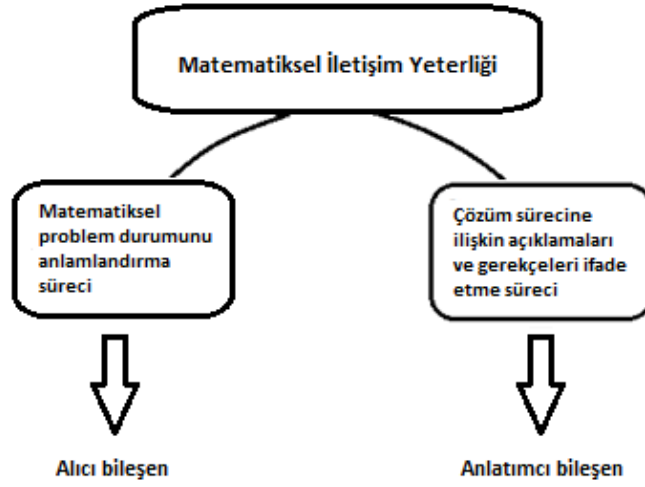 Matematiksel İletişim Yeterliği
Matematiksel
problem durumunu
anlamlandırma
süreci
Çözüm sürecine
ilişkin açıklamaları
ve gerekçeleri ifade
etme süreci
Alıcı bileşen
Anlatımcı bileşen